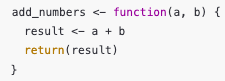 add_numbers <- function(a, b) {
  result <- a + b
  return(result)
}